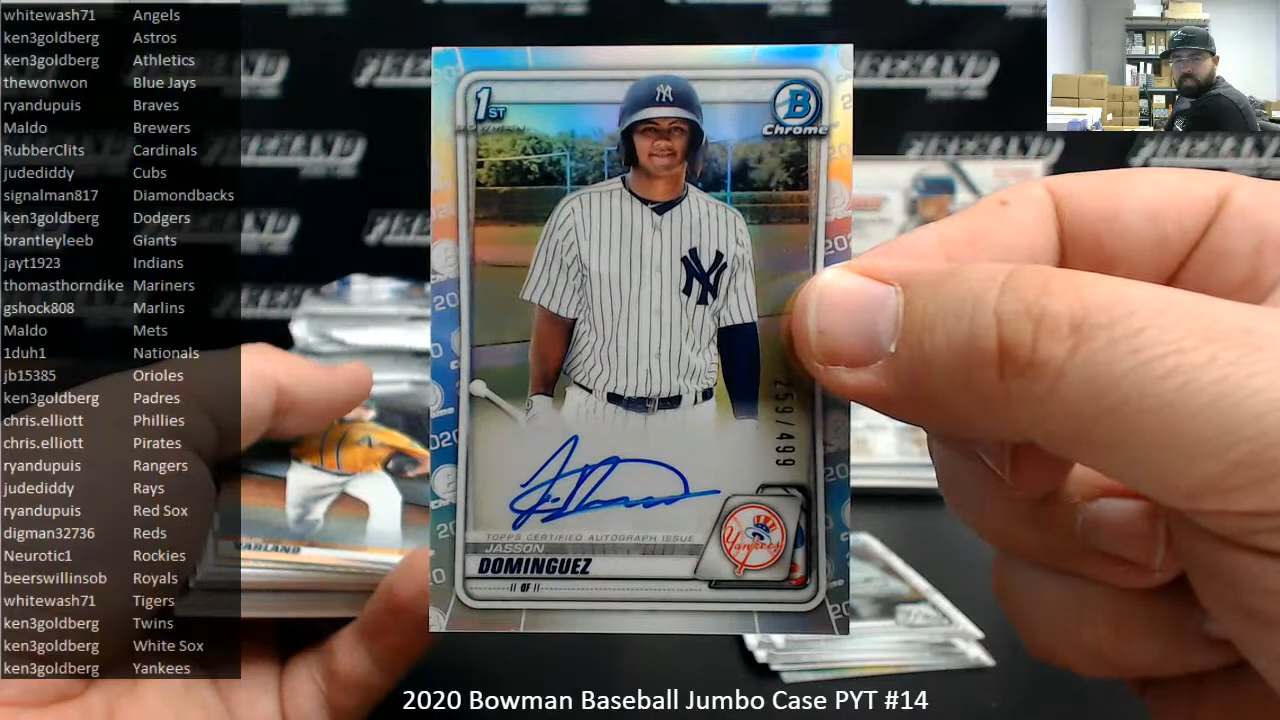 whitewash71 Angels
ken3goldberg Astros
ken3goldberg Athletics
thewonwon Blue Jays
ryandupuis Braves
Maldo Brewers
RubberClits Cardinals
judediddy Cubs
signalman817 Diamondbacks
ken3goldberg Dodgers
brantleyleeb Giants
jayt1923 Indians
thomasthorndike Mariners
gshock808 Marlins
Maldo Mets
1duh1 Nationals
jb15385 Orioles
ken3goldberg Padres
chris.elliott Phillies
chris.elliott Pirates
ryandupuis Rangers
judediddy Rays
ryandupuis Red Sox
digman32736 Reds
Neurotic1 Rockies
beerswillinsob Royals
whitewash71 Tigers
ken3goldberg Twins
ken3goldberg White Sox
ken3goldberg Yankees
1ST
BOWMAN
B
Chrome
NY
NY
259/499
TOPPS CERTIFIED AUTOGRAPH ISSUE
JASSON
DOMINGUEZ
OF
Yankees
2020 Bowman Baseball Jumbo Case PYT #14